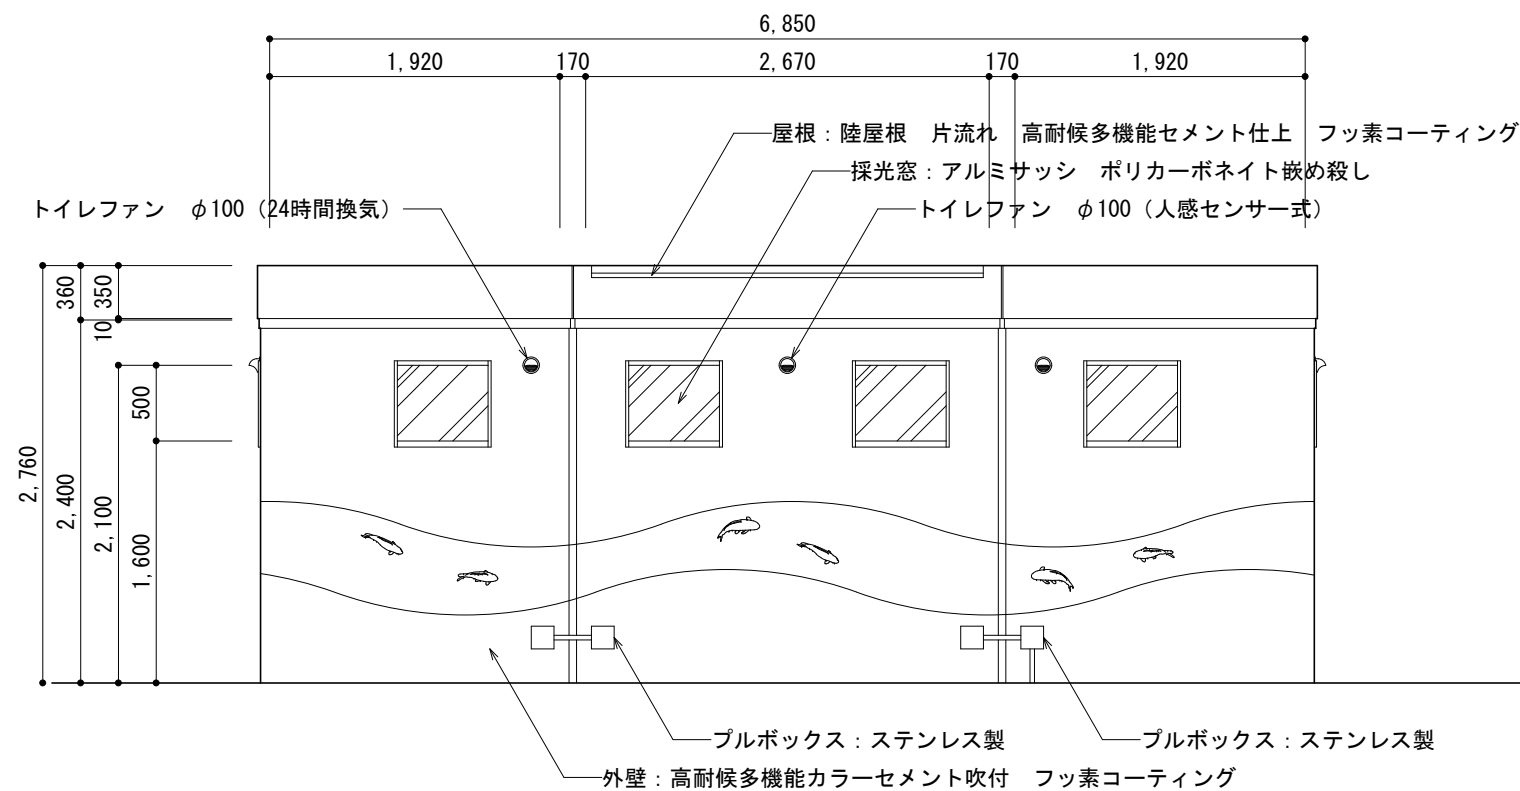 6,850
1,920 170 2,670 170 1,920
屋根：陸屋根　片流れ　高耐候多機能セメント仕上　フッ素コーティング
採光窓：アルミサッシ　ポリカーボネイト嵌め殺し
トイレファン　φ100（24時間換気）
トイレファン　φ100（人感センサー式）
360
350
10
500
2,760
2,400
2,100
1,600
プルボックス：ステンレス製
プルボックス：ステンレス製
外壁：高耐候多機能カラーセメント吹付　フッ素コーティング